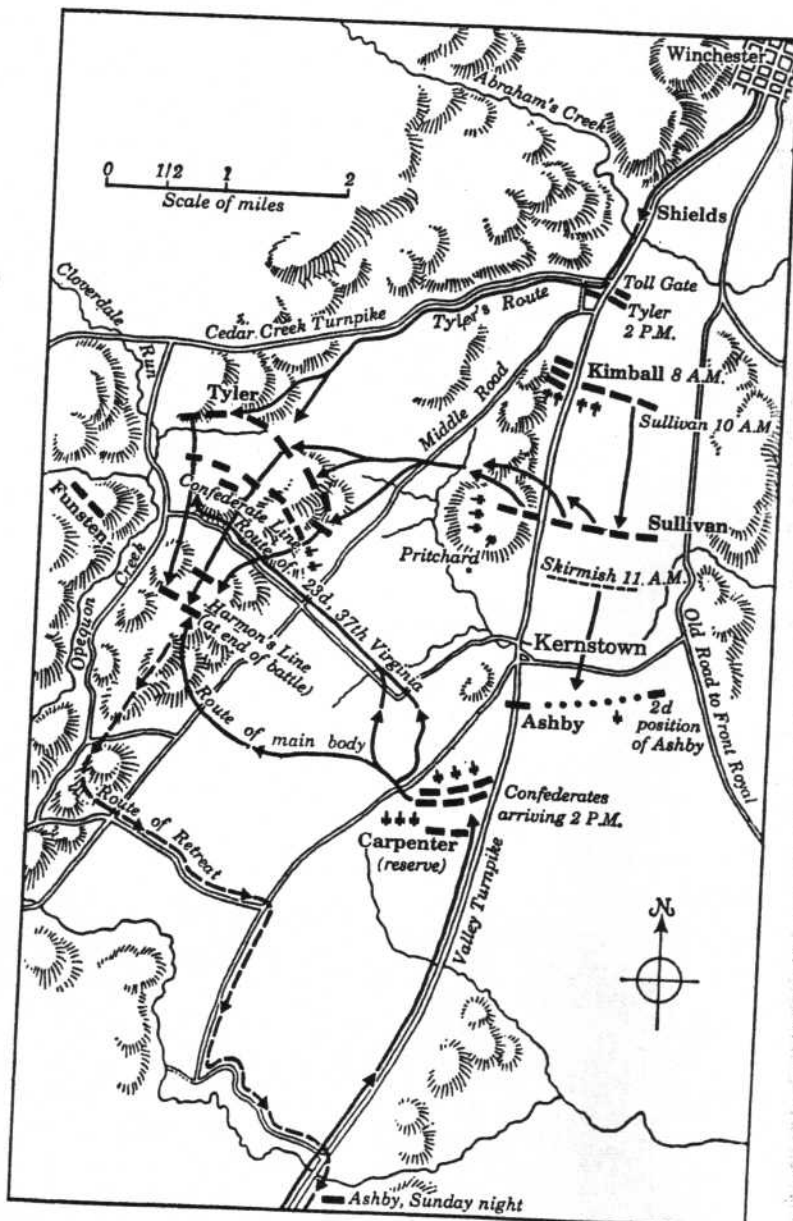 Winchester
Abraham's Creek
0 1/2 1 2
Scale of miles
Shields
Toll Gate
Tyler
2 P.M.
Cloverdale
Run
Cedar Creek Turnpike
Tyler's Route
Kimball 8 A.M.
Middle Road
Sullivan 10 A.M
Tyler
Confederate Line
Funsten
Route of 23d, 37th Virginia
Sullivan
Pritchard
Skirmish 11 A.M.
Opequon Creek
Harmon's Line
(at end of battle)
Kernstown
Old Road to Front Royal
Ashby
2d
position
of Ashby
Route of main body
Confederates
arriving 2 P.M.
Carpenter
(reserve)
Route of Retreat
Valley Turnpike
N
Ashby, Sunday night